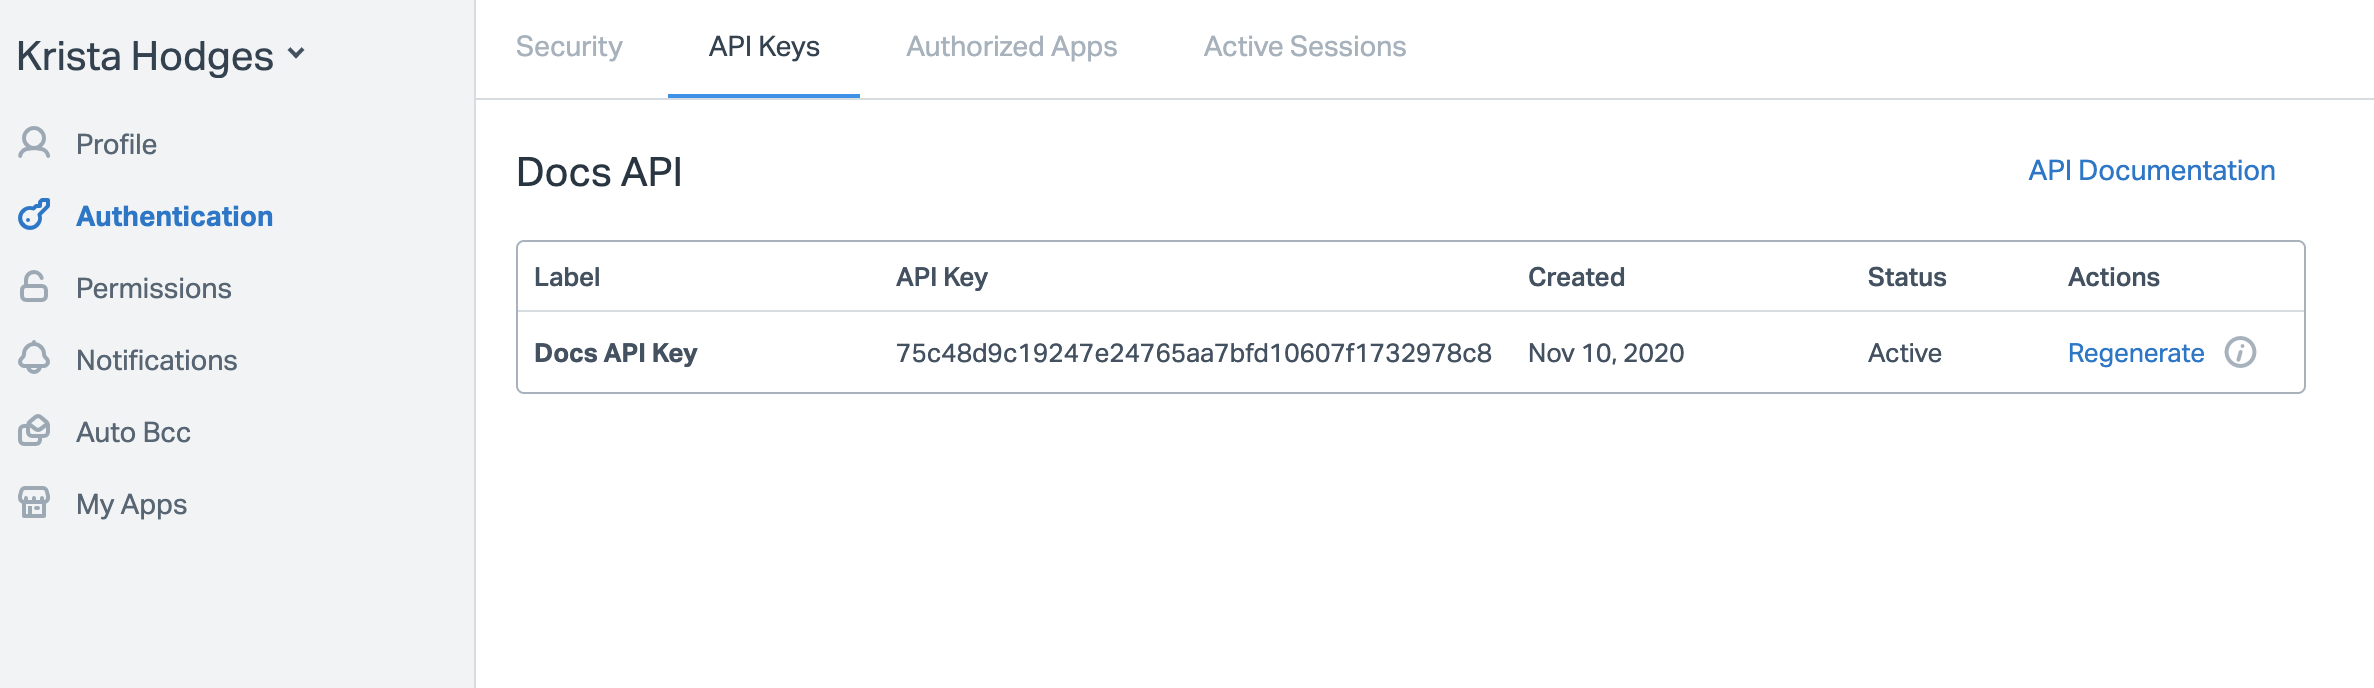 Krista Hodges
Profile
Authentication
Permissions
Notifications
Auto Bcc
My Apps
Security API Keys Authorized Apps Active Sessions
Docs API API Documentation
Label API Key Created Status Actions
Docs API Key 75c48d9c19247e24765aa7bfd10607f1732978c8 Nov 10, 2020 Active Regenerate